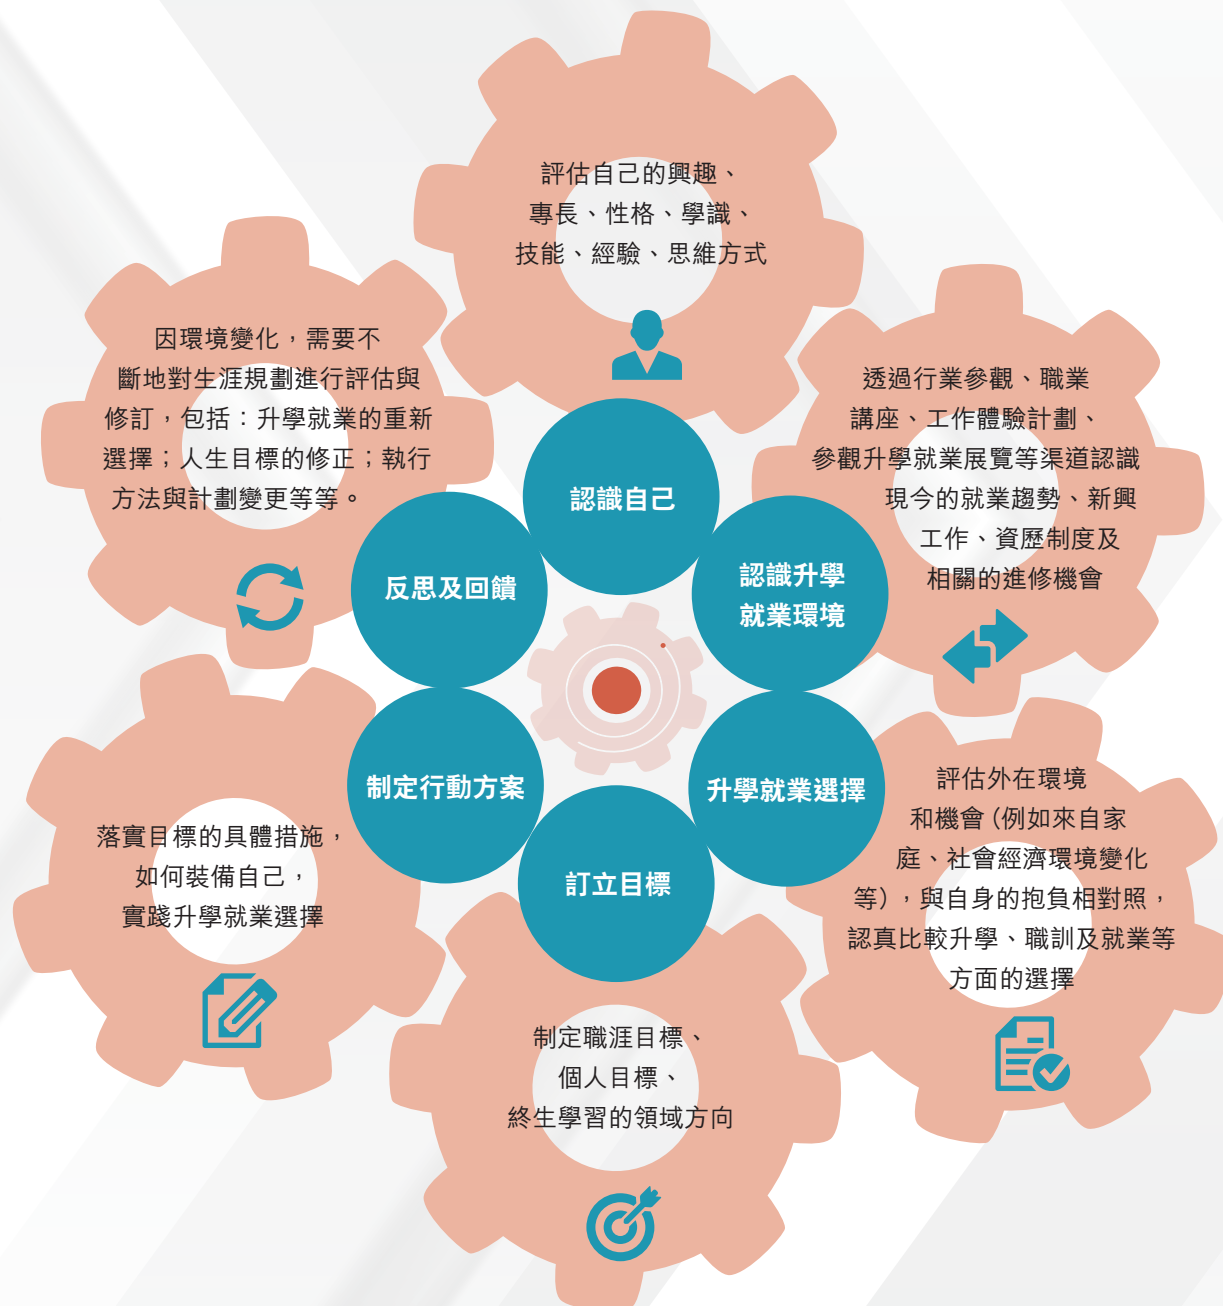 評估自己的興趣、
專長、性格、學識、
技能、經驗、思維方式
認識自己
透過行業參觀、職業
講座、工作體驗計劃、
參觀升學就業展覽等渠道認識
現今的就業趨勢、新興
工作、資歷制度及
相關的進修機會
認識升學
就業環境
評估外在環境
和機會(例如來自家
庭、社會經濟環境變化
等),與自身的抱負相對照,
認真比較升學、職訓及就業等
方面的選擇
升學就業選擇
制定職涯目標、
個人目標、
終生學習的領域方向
訂立目標
落實目標的具體措施,
如何裝備自己,
實踐升學就業選擇
制定行動方案
因環境變化,需要不
斷地對生涯規劃進行評估與
修訂,包括:升學就業的重新
選擇;人生目標的修正;執行
方法與計劃變更等等。
反思及回饋